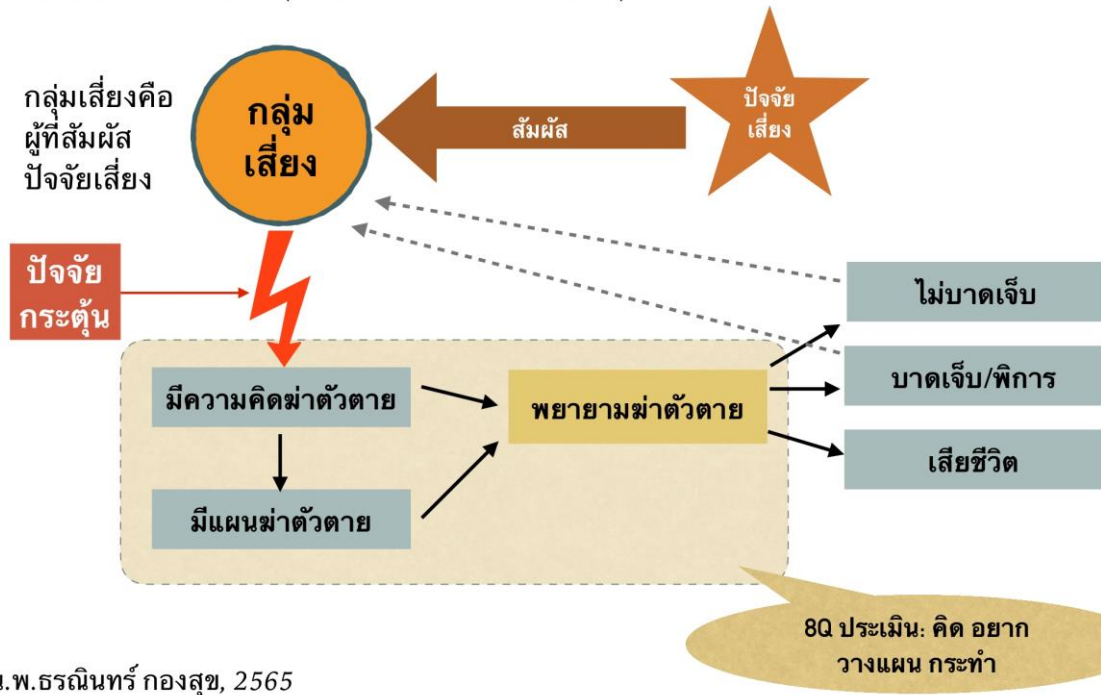 กลุ่มเสี่ยงคือ
ผู้ที่สัมผัส
ปัจจัยเสี่ยง
กลุ่ม
เสี่ยง
สัมผัส
ปัจจัย
เสี่ยง
ปัจจัย
กระตุ้น
ไม่บาดเจ็บ
มีความคิดฆ่าตัวตาย
พยายามฆ่าตัวตาย
บาดเจ็บ/พิการ
เสียชีวิต
มีแผนฆ่าตัวตาย
8Q ประเมิน: คิด อยาก
วางแผน กระทำ
น.พ.ธรณินทร์ กองสุข, 2565